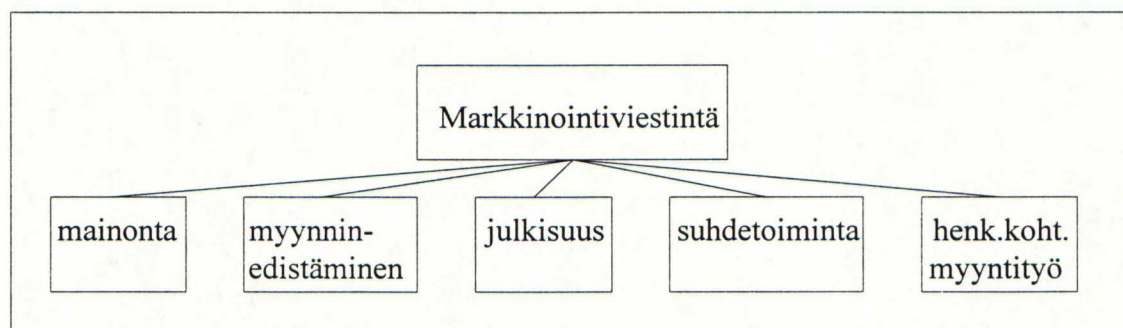 Markkinointiviestintä
mainonta
myynnin-
edistäminen
julkisuus
suhdetoiminta
henk.koht.
myyntityö